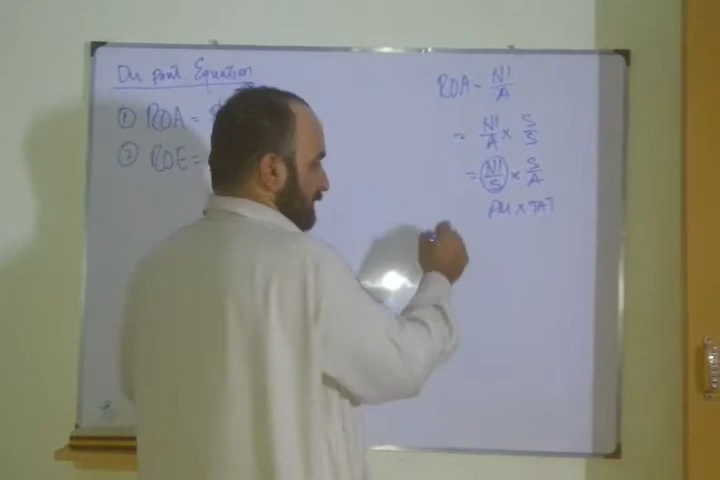 Du pont Equation
① ROA =
② ROE =
ROA = NI/A
= NI/A × S/S
= NI/S × S/A
PM × TAT